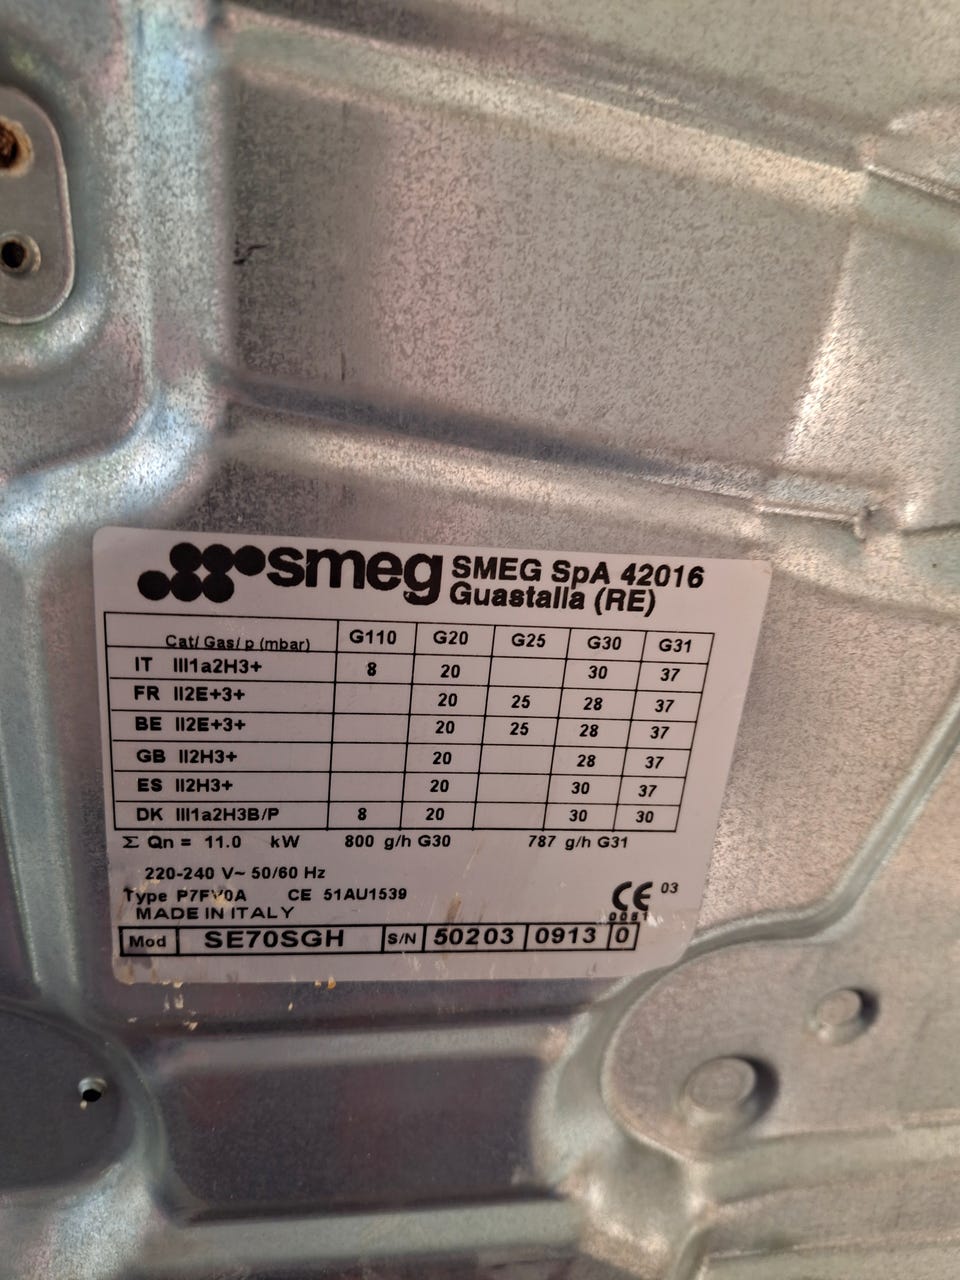 smeg SMEG SpA 42016
Guastalla (RE)
Cat/ Gas/ p (mbar) G110 G20 G25 G30 G31
IT III1a2H3+ 8 20 30 37
FR II2E+3+ 20 25 28 37
BE II2E+3+ 20 25 28 37
GB II2H3+ 20 28 37
ES II2H3+ 20 30 37
DK III1a2H3B/P 8 20 30 30
Σ Qn = 11.0 kW 800 g/h G30 787 g/h G31
220-240 V~ 50/60 Hz
Type CE 51AU1539 CE 03
MADE IN ITALY 0051
Mod SE70SGH S/N 50203 0913 0